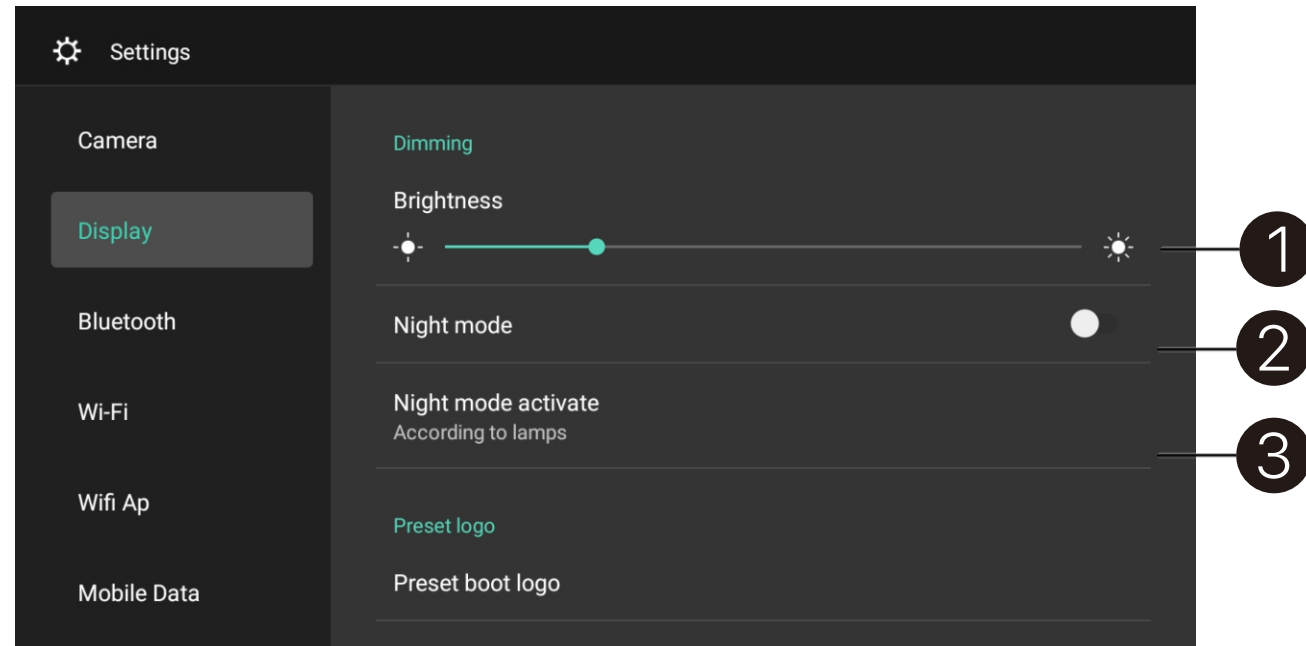 Settings
Camera
Display
Bluetooth
Wi-Fi
Wifi Ap
Mobile Data
Dimming
Brightness
1
Night mode
2
Night mode activate
According to lamps
3
Preset logo
Preset boot logo